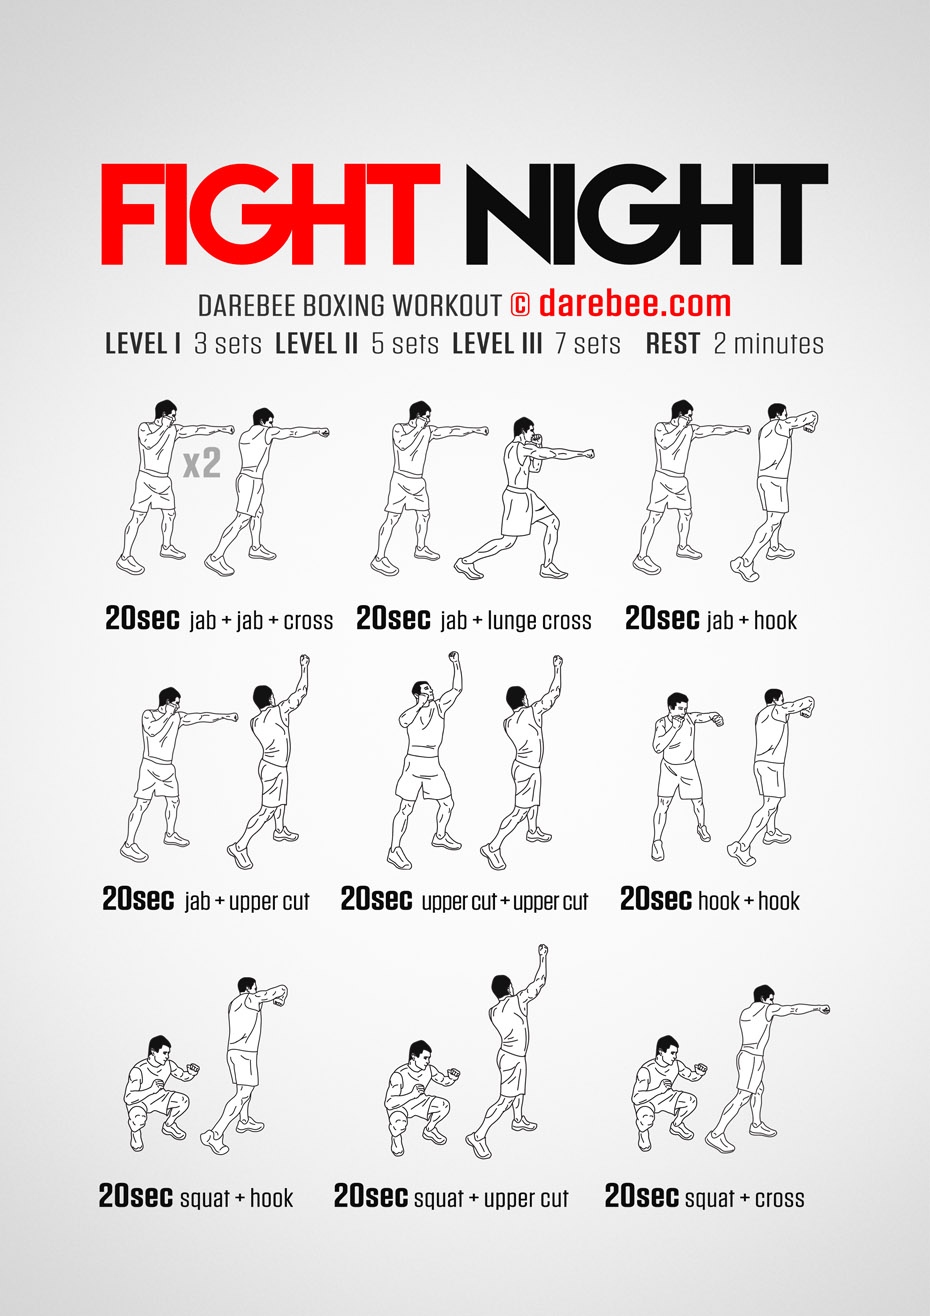 FIGHT NIGHT
DAREBEE BOXING WORKOUT © darebee.com
LEVEL I 3 sets LEVEL II 5 sets LEVEL III 7 sets REST 2 minutes
x2
20sec jab + jab + cross 20sec jab + lunge cross 20sec jab + hook
20sec jab + upper cut 20sec upper cut + upper cut 20sec hook + hook
20sec squat + hook 20sec squat + upper cut 20sec squat + cross